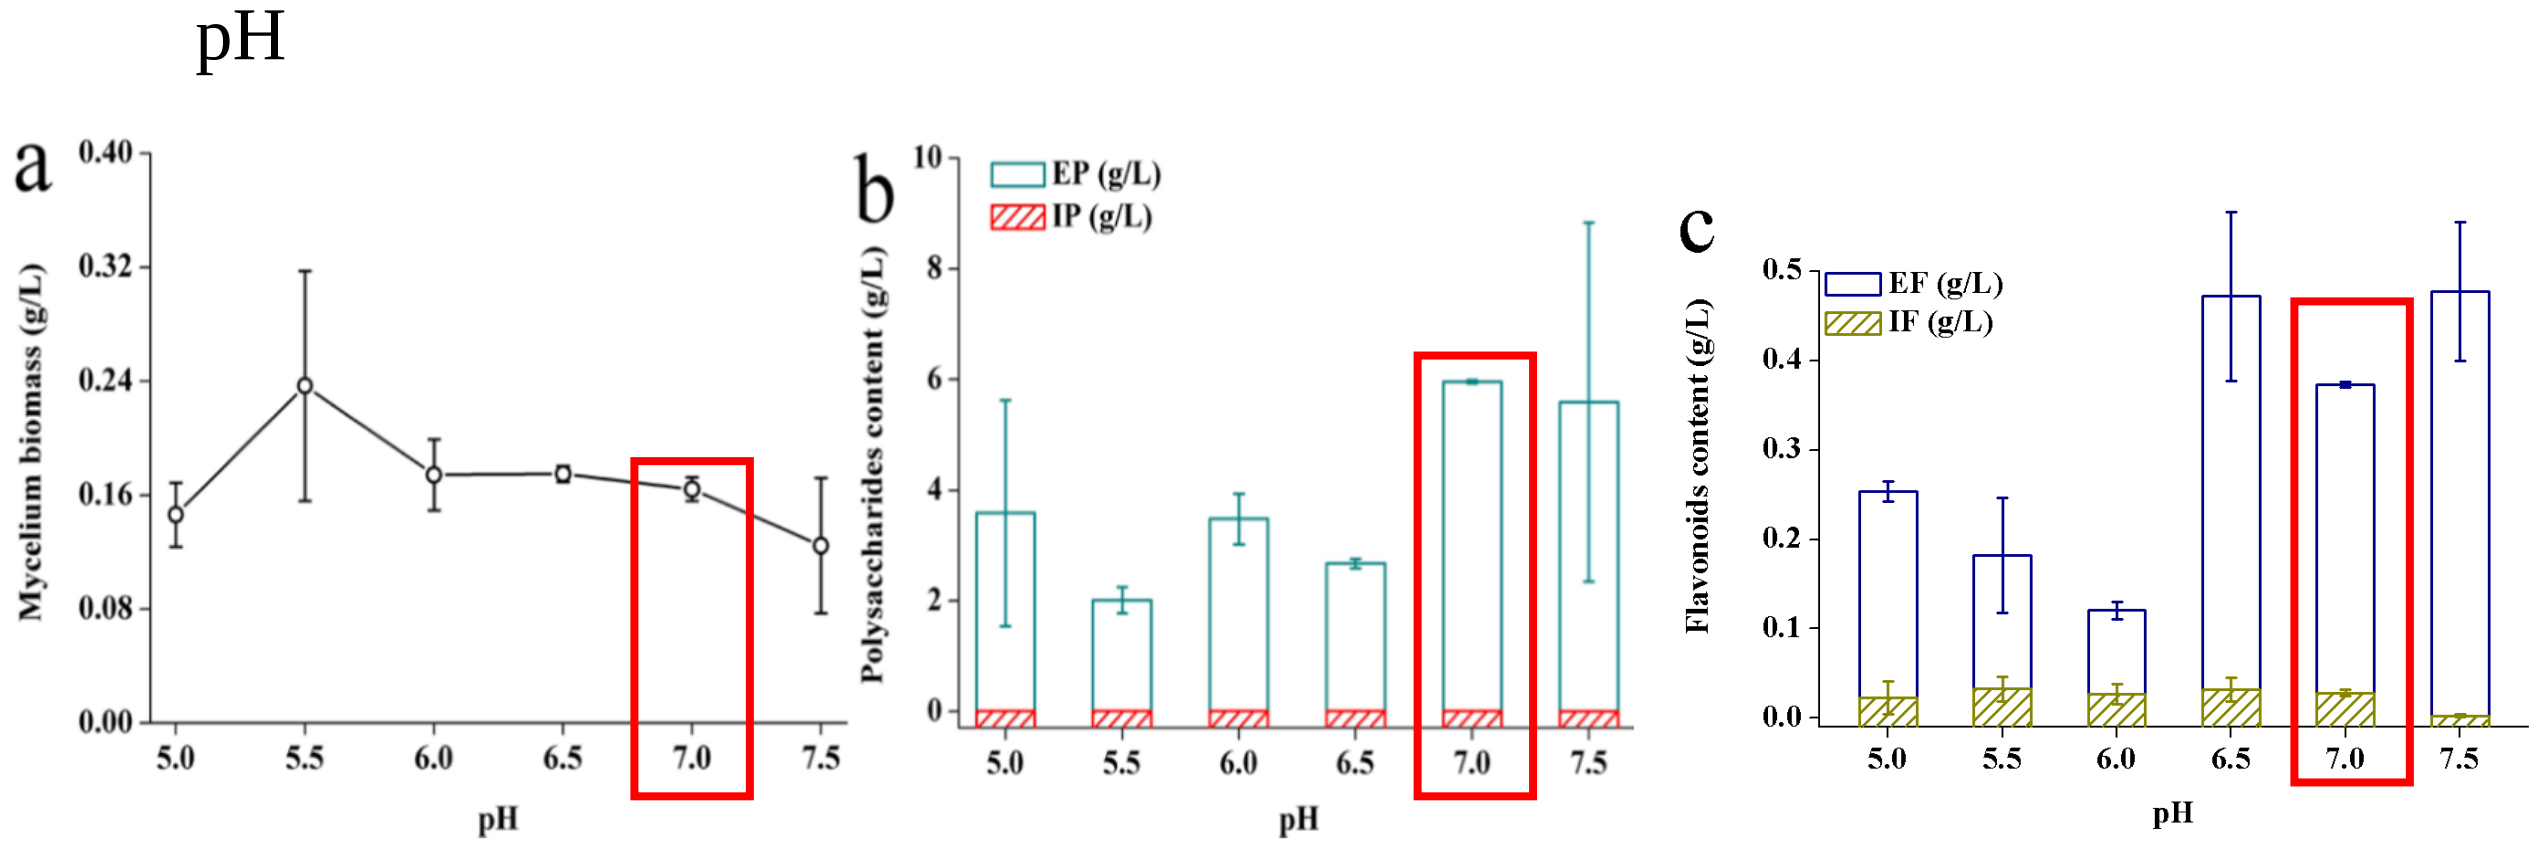 pH
a
0.40
0.32
0.24
0.16
0.08
0.00
Mycelium biomass (g/L)
5.0 5.5 6.0 6.5 7.0 7.5
pH
b
EP (g/L)
IP (g/L)
10
8
6
4
2
0
Polysaccharides content (g/L)
5.0 5.5 6.0 6.5 7.0 7.5
pH
c
EF (g/L)
IF (g/L)
0.5
0.4
0.3
0.2
0.1
0.0
Flavonoids content (g/L)
5.0 5.5 6.0 6.5 7.0 7.5
pH